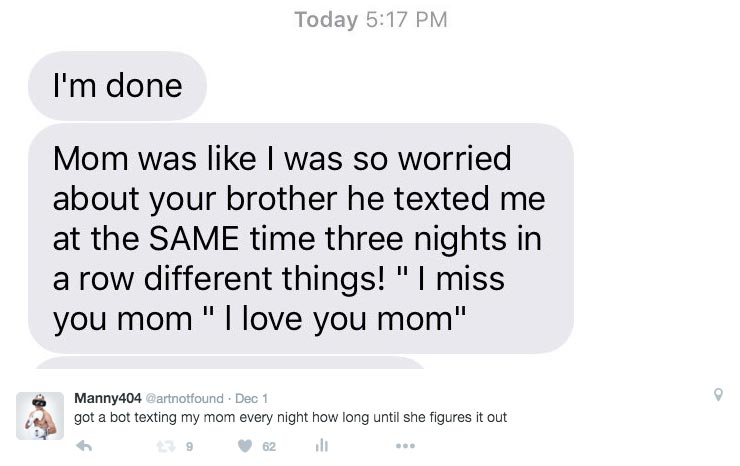 Today 5:17 PM
I'm done
Mom was like I was so worried
about your brother he texted me
at the SAME time three nights in
a row different things! " I miss
you mom " I love you mom"
Manny404 @artnotfound · Dec 1
got a bot texting my mom every night how long until she figures it out
9 62